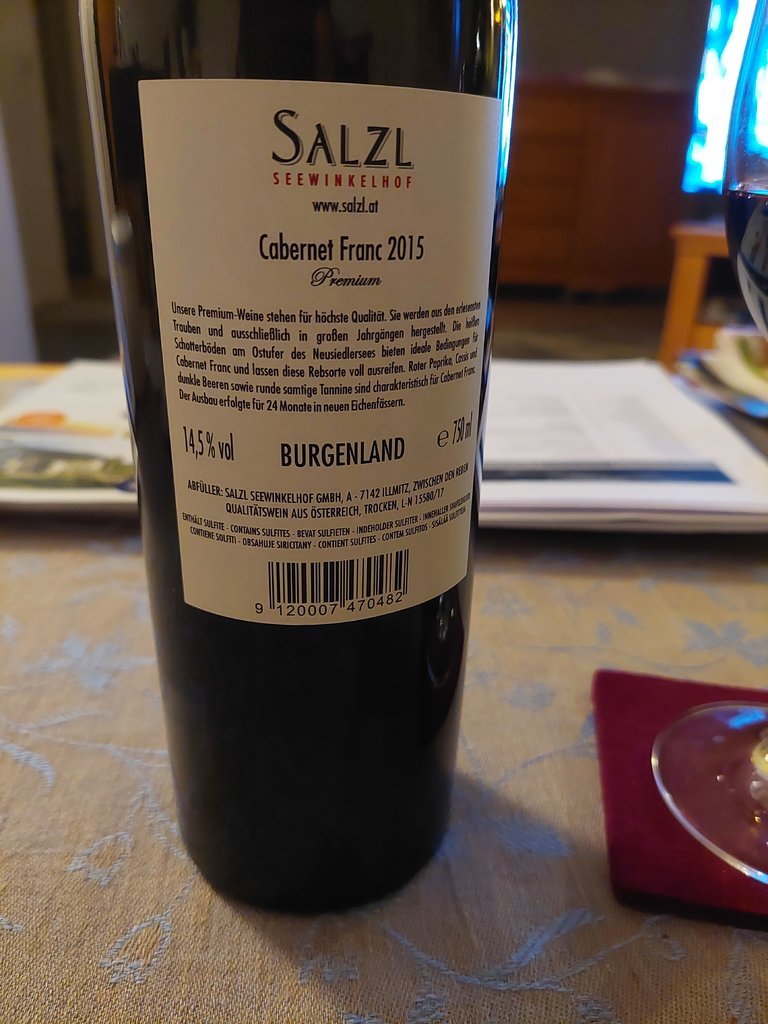 SALZL
SEEWINKELHOF
www.salzl.at
Cabernet Franc 2015
Premium
Unsere Premium-Weine stehen für höchste Qualität. Sie werden aus den erlesensten
Trauben und ausschließlich in großen Jahrgängen hergestellt. Die heißen
Schotterböden am Ostufer des Neusiedlersees bieten ideale Bedingungen für
Cabernet Franc und lassen diese Rebsorte voll ausreifen. Roter Paprika, Cassis und
dunkle Beeren sowie runde samtige Tannine sind charakteristisch für Cabernet Franc.
Der Ausbau erfolgte für 24 Monate in neuen Eichenfässern.
14,5 % vol BURGENLAND e 750 ml
ABFÜLLER: SALZL SEEWINKELHOF GMBH, A - 7142 ILLMITZ, ZWISCHEN DEN REBEN
QUALITÄTSWEIN AUS ÖSTERREICH, TROCKEN, L-N 15580/17
ENTHÄLT SULFITE - CONTAINS SULFITES - BEVAT SULFIETEN - INDEHOLDER SULFITER - INNEHÅLLER
CONTIENE SOLFITI - OBSAHUJE SIRICITANY - CONTIENT SULFITES - CONTEM SULFITOS - SISÄLÄÄ
9 120007 470482